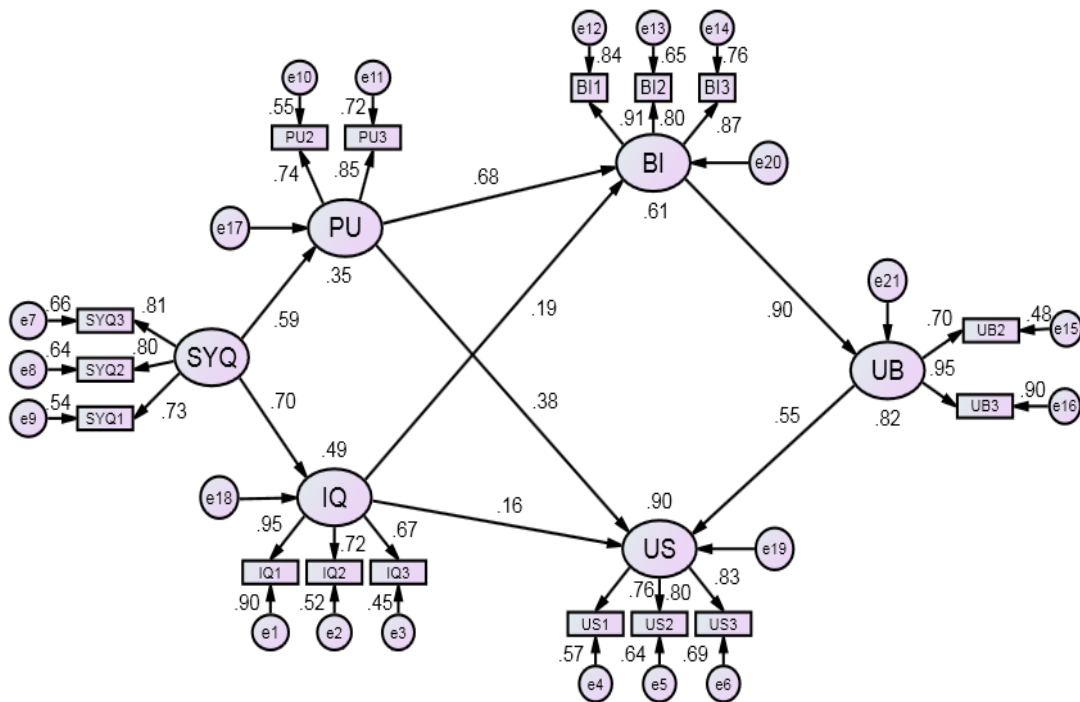 e12
e13
e14
.84
.65
.76
e10
e11
BI1
BI2
BI3
.55
.72
.91
.80
.87
PU2
PU3
BI
e20
.74
.85
.68
.61
e17
PU
.35
e21
.59
.19
.90
.70
.48
UB2
e15
e7
.66
SYQ3
.81
SYQ
e8
.64
SYQ2
.80
UB
.95
.90
UB3
e16
e9
.54
SYQ1
.73
.70
.38
.55
.82
.49
e18
IQ
.16
.90
.95
.72
.67
US
e19
IQ1
IQ2
IQ3
.76
.80
.83
.90
.52
.45
US1
US2
US3
e1
e2
e3
.57
.64
.69
e4
e5
e6